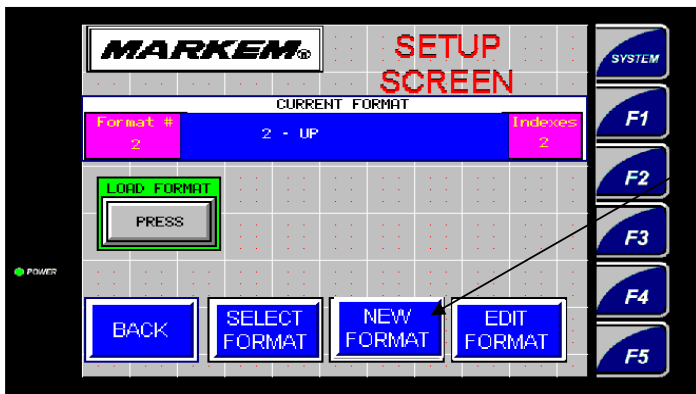 MARKEM®
SETUP
SCREEN
SYSTEM
CURRENT FORMAT
Format #
2
2 - UP
Indexes
2
F1
LOAD FORMAT
PRESS
F2
F3
POWER
F4
BACK
SELECT
FORMAT
NEW
FORMAT
EDIT
FORMAT
F5